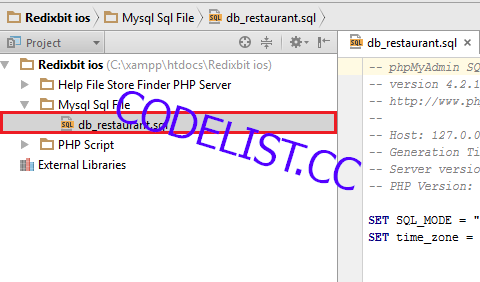 Redixbit ios
Mysql Sql File
db_restaurant.sql
Project
db_restaurant.sql
Redixbit ios (C:\xampp\htdocs\Redixbit ios)
Help File Store Finder PHP Server
Mysql Sql File
db_restaurant.sql
PHP Script
External Libraries
CODELIST.CC
-- phpMyAdmin SQ
-- version 4.2.1
-- http://www.ph
--
-- Host: 127.0.0
-- Generation Ti
-- Server versio
-- PHP Version:
SET SQL_MODE = "
SET time_zone =